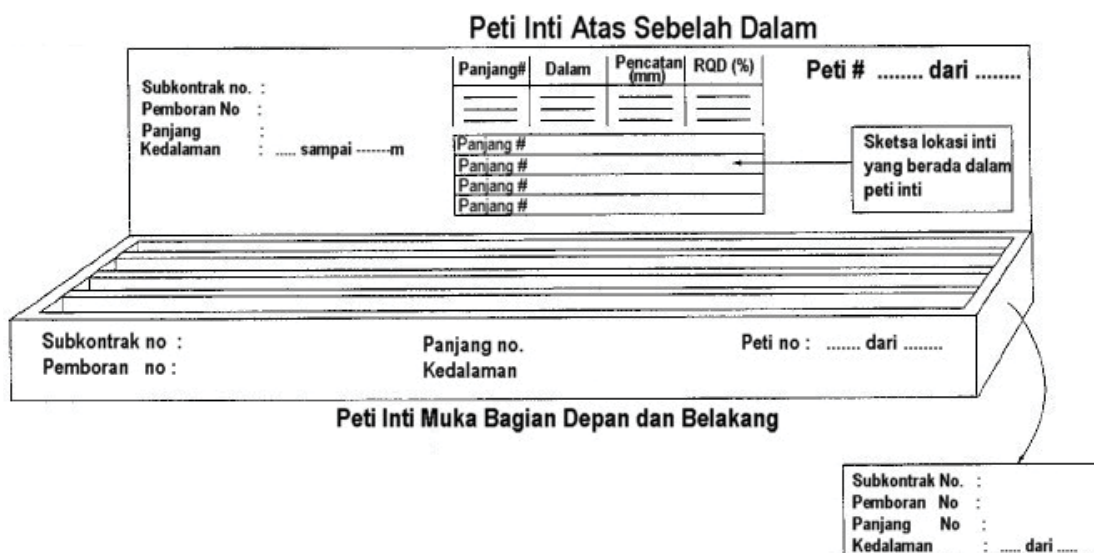 Peti Inti Atas Sebelah Dalam
Subkontrak no. :
Pemboran No :
Panjang :
Kedalaman : ..... sampai -------m
Panjang# Dalam Pencatan (mm) RQD (%)
Panjang #
Panjang #
Panjang #
Panjang #
Peti # ........ dari ........
Sketsa lokasi inti
yang berada dalam
peti inti
Subkontrak no :
Pemboran no :
Panjang no.
Kedalaman
Peti no : ....... dari ........
Peti Inti Muka Bagian Depan dan Belakang
Subkontrak No. :
Pemboran No :
Panjang No :
Kedalaman : ..... dari .....